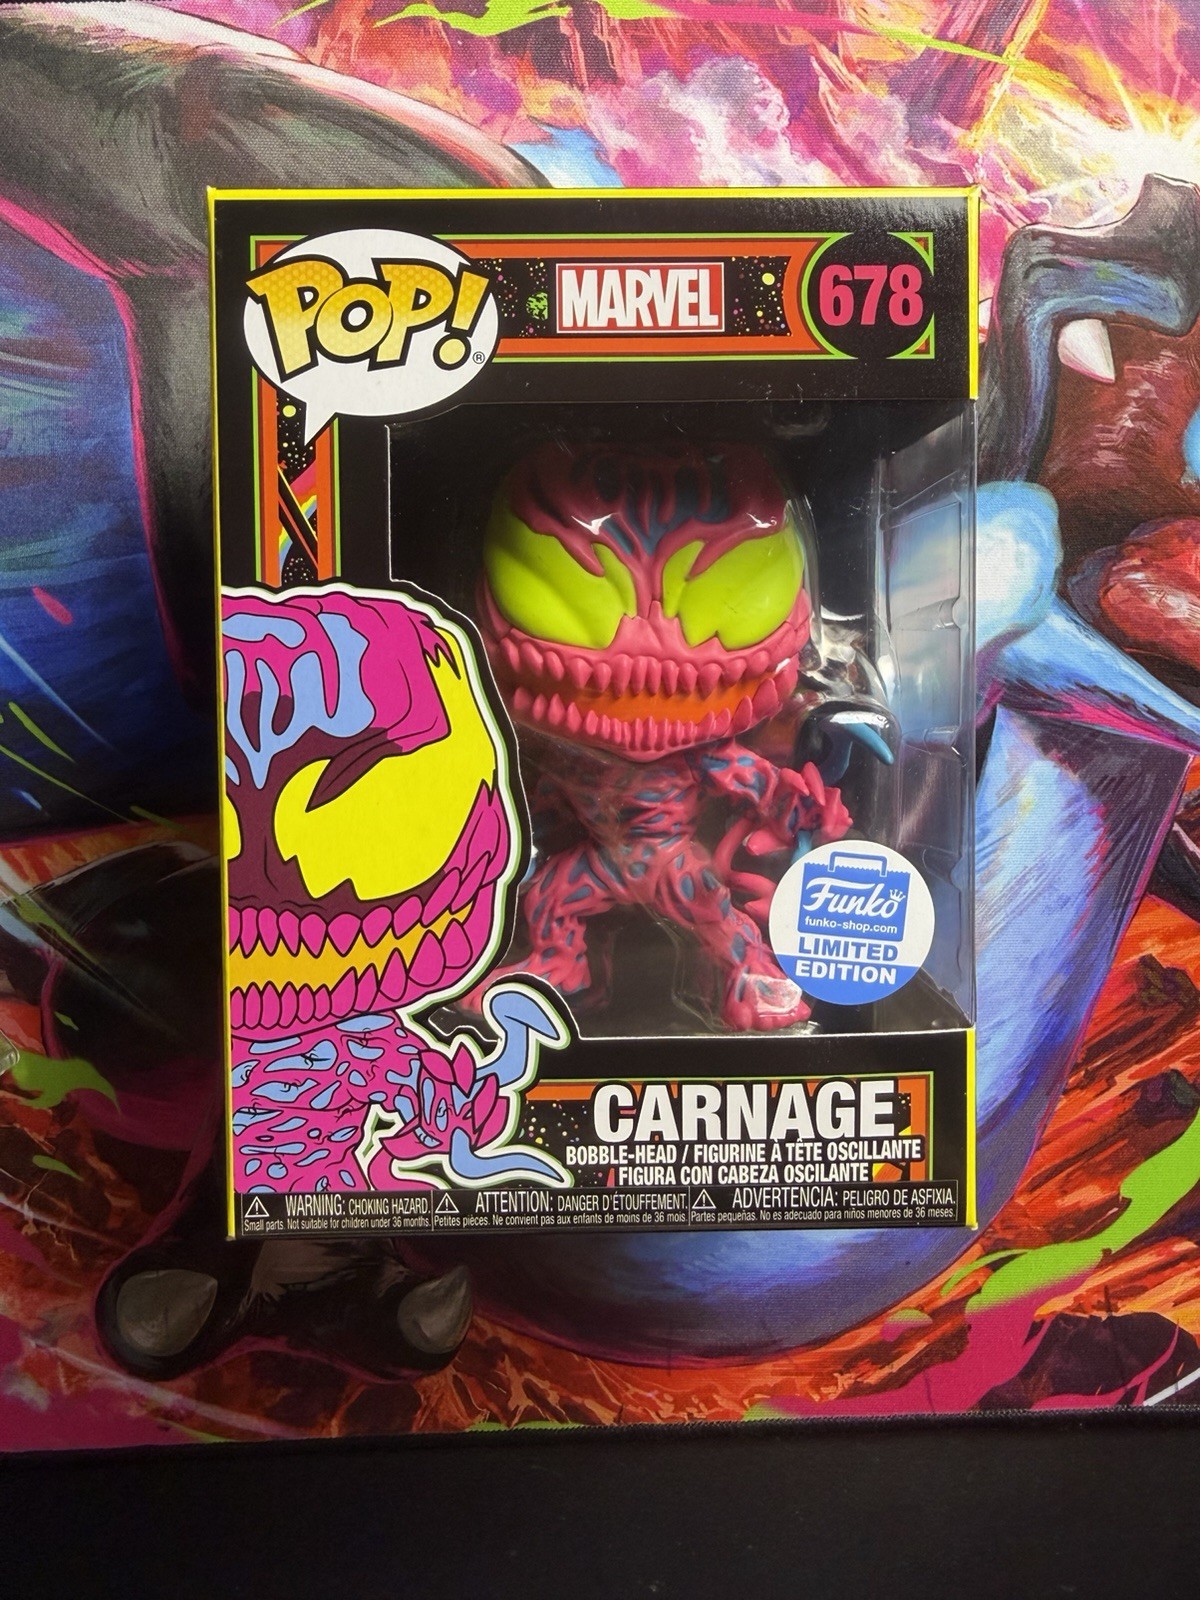 POP!®
MARVEL
678
Funko
funko-shop.com
LIMITED
EDITION
CARNAGE
BOBBLE-HEAD / FIGURINE À TÊTE OSCILLANTE
FIGURA CON CABEZA OSCILANTE
WARNING: CHOKING HAZARD.
Small parts. Not suitable for children under 36 months.
ATTENTION: DANGER D'ÉTOUFFEMENT.
Petites pièces. Ne convient pas aux enfants de moins de 36 mois.
ADVERTENCIA: PELIGRO DE ASFIXIA.
Partes pequeñas. No es adecuado para niños menores de 36 meses.